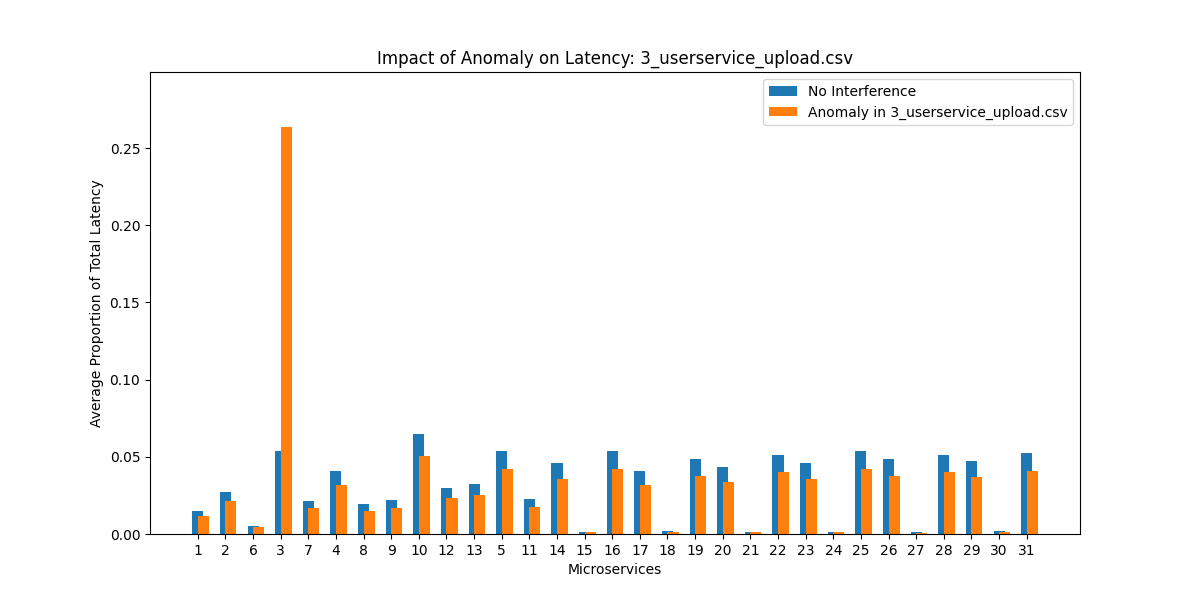 Impact of Anomaly on Latency: 3_userservice_upload.csv
No Interference
Anomaly in 3_userservice_upload.csv
Average Proportion of Total Latency
0.25
0.20
0.15
0.10
0.05
0.00
1 2 6 3 7 4 8 9 10 12 13 5 11 14 15 16 17 18 19 20 21 22 23 24 25 26 27 28 29 30 31
Microservices